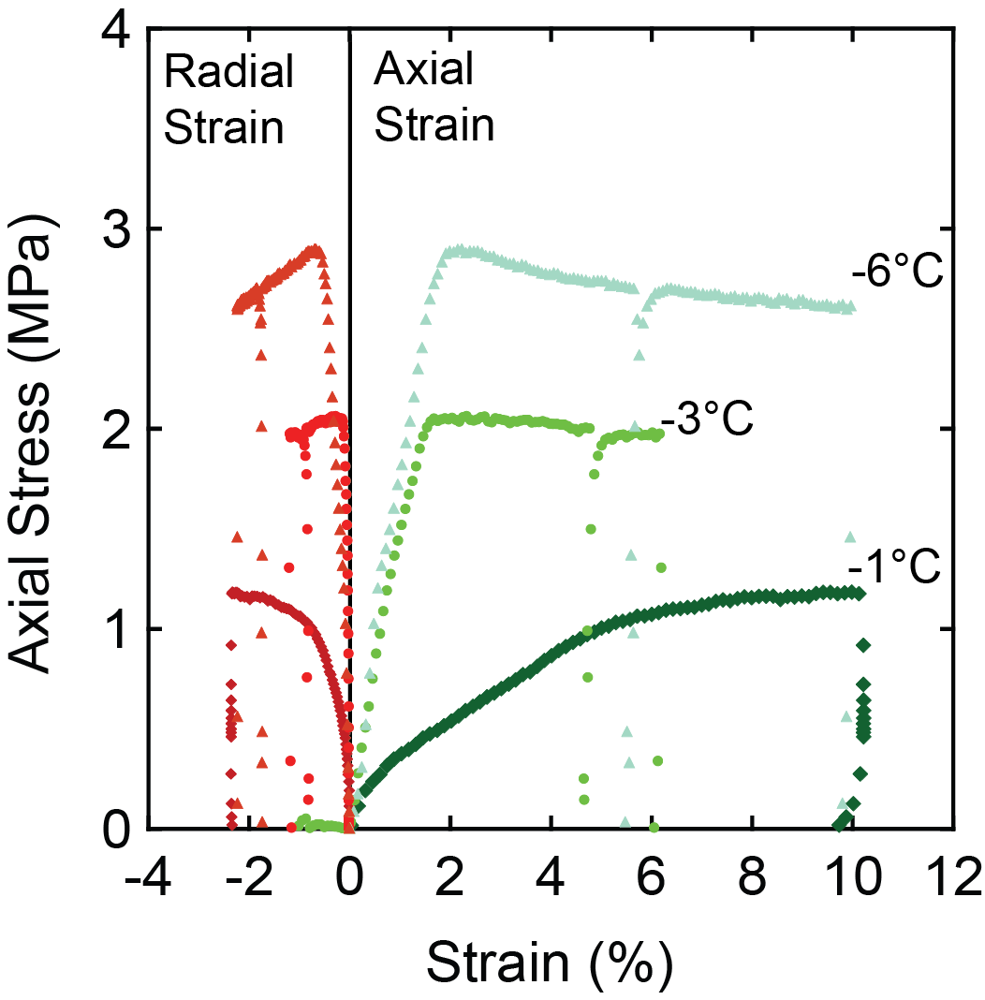 4
Radial
Strain
Axial
Strain
3
-6°C
Axial Stress (MPa)
2
-3°C
-1°C
1
0
-4 -2 0 2 4 6 8 10 12
Strain (%)